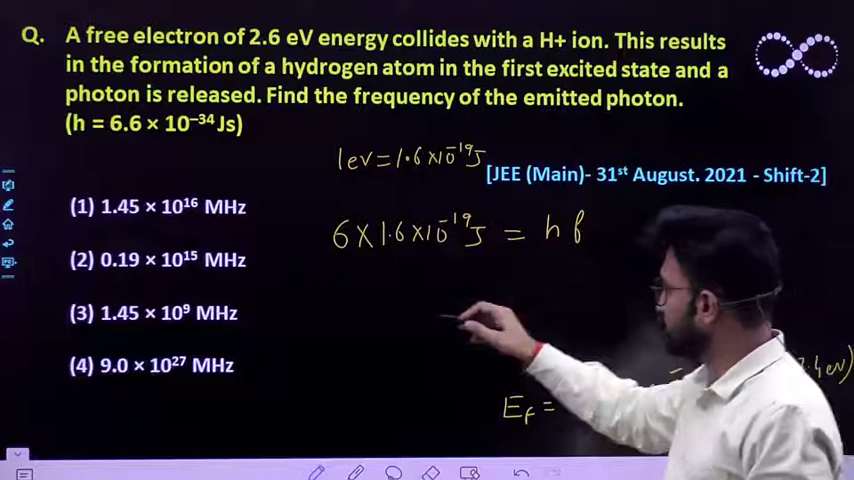 Q. A free electron of 2.6 eV energy collides with a H+ ion. This results
in the formation of a hydrogen atom in the first excited state and a
photon is released. Find the frequency of the emitted photon.
(h = 6.6 × 10⁻³⁴ Js)
1ev = 1.6×10⁻¹⁹J
[JEE (Main)- 31ˢᵗ August. 2021 - Shift-2]
(1) 1.45 × 10¹⁶ MHz
6 × 1.6×10⁻¹⁹J = h f
(2) 0.19 × 10¹⁵ MHz
(3) 1.45 × 10⁹ MHz
(4) 9.0 × 10²⁷ MHz
.4ev)
E_f =